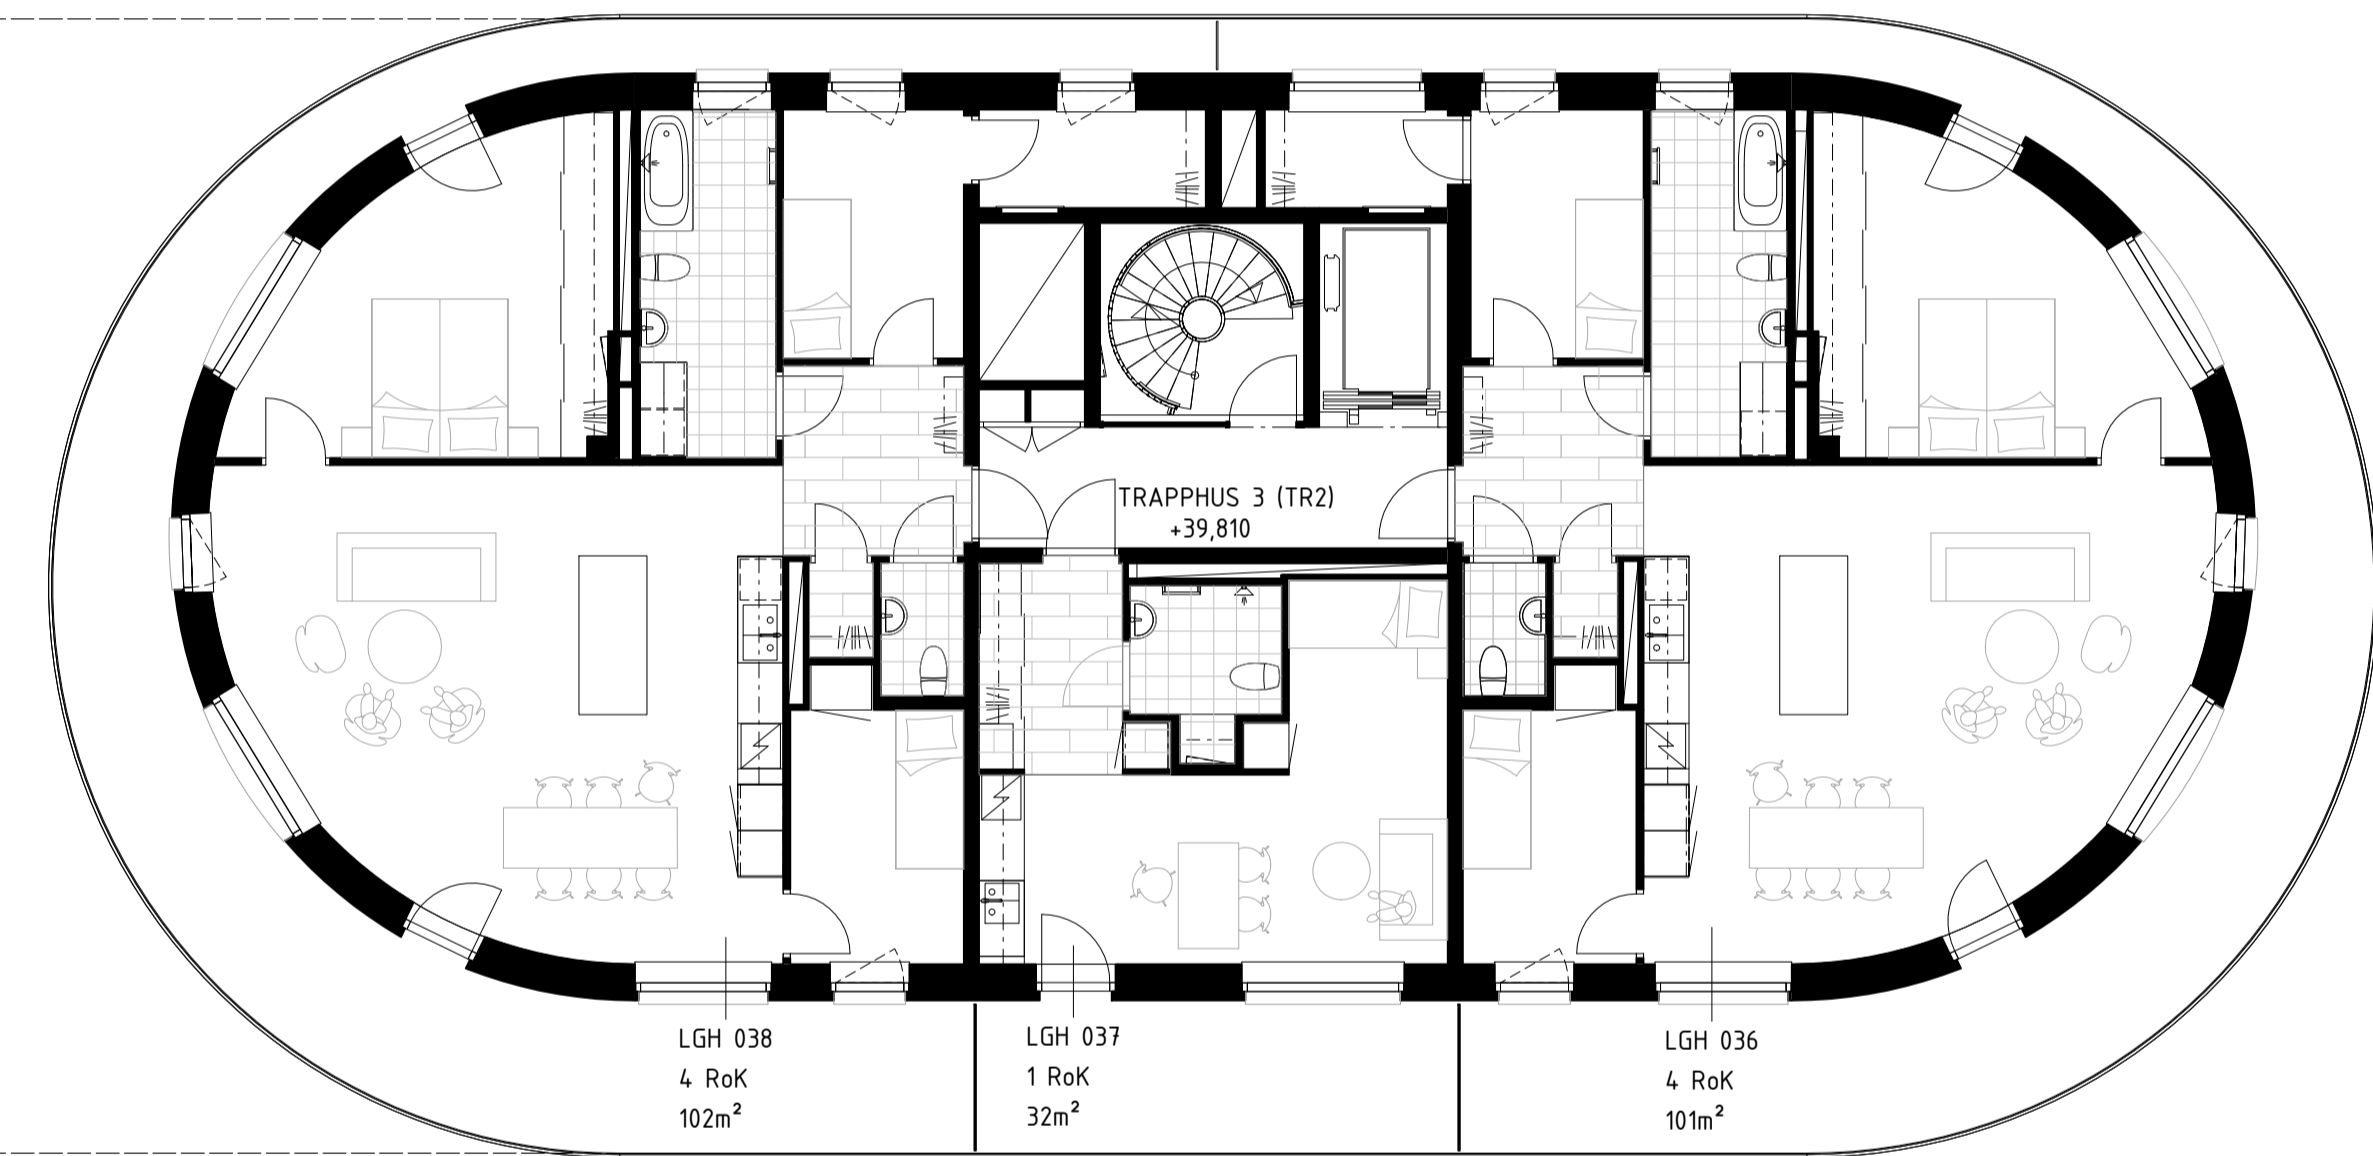 TRAPPHUS 3 (TR2)
+39,810
LGH 038
4 RoK
102m²
LGH 037
1 RoK
32m²
LGH 036
4 RoK
101m²